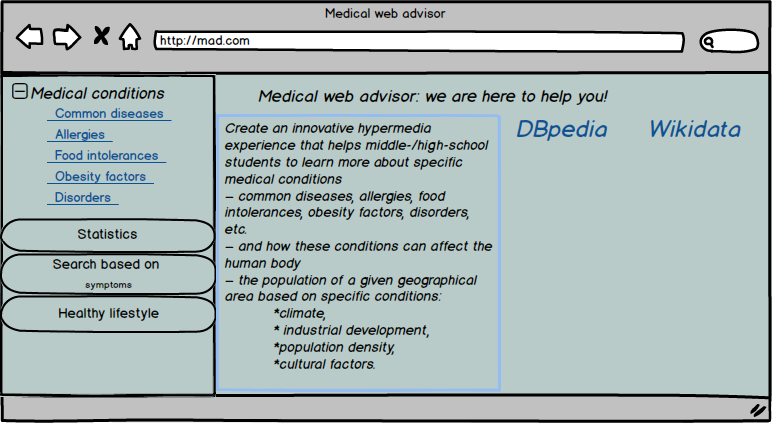 Medical web advisor
http://mad.com
Medical conditions
Common diseases
Allergies
Food intolerances
Obesity factors
Disorders
Statistics
Search based on
symptoms
Healthy lifestyle
Medical web advisor: we are here to help you!
Create an innovative hypermedia
experience that helps middle-/high-school
students to learn more about specific
medical conditions
– common diseases, allergies, food
intolerances, obesity factors, disorders,
etc.
– and how these conditions can affect the
human body
– the population of a given geographical
area based on specific conditions:
*climate,
* industrial development,
*population density,
*cultural factors.
DBpedia
Wikidata